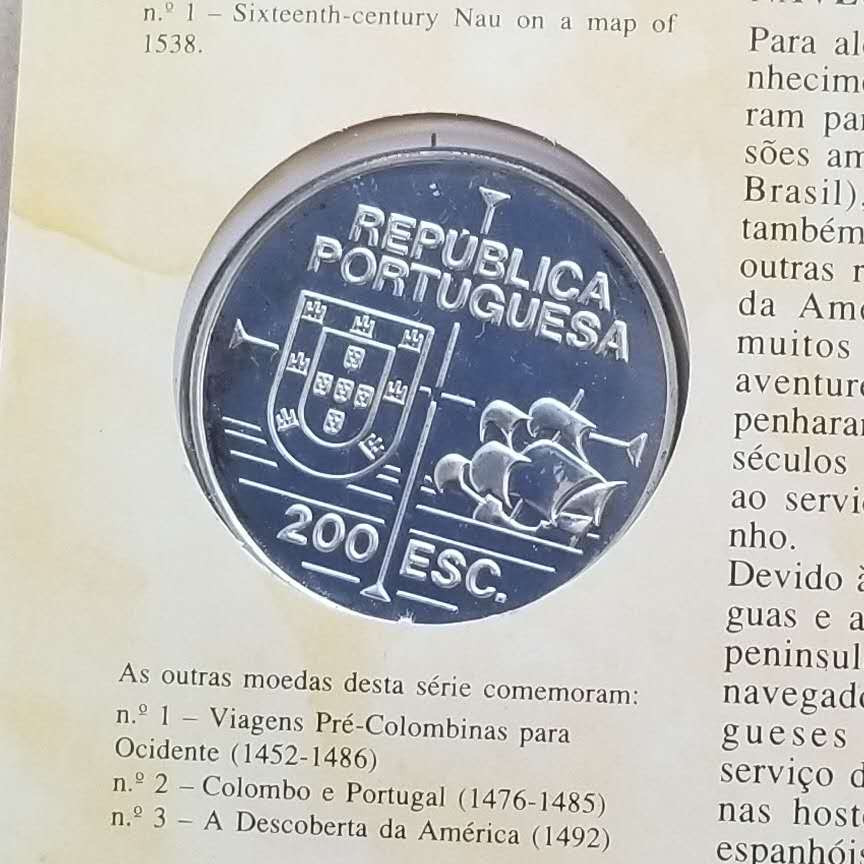 n.º 1 – Sixteenth-century Nau on a map of
1538.
REPÚBLICA
PORTUGUESA
200 ESC.
As outras moedas desta série comemoram:
n.º 1 – Viagens Pré-Colombinas para
Ocidente (1452-1486)
n.º 2 – Colombo e Portugal (1476-1485)
n.º 3 – A Descoberta da América (1492)
Para al
nhecim
ram pa
sões am
Brasil),
também
outras
da Am
muitos
aventur
penhara
séculos
ao servi
nho.
Devido à
guas e a
peninsul
navegad
gueses
serviço d
nas host
espanhóis